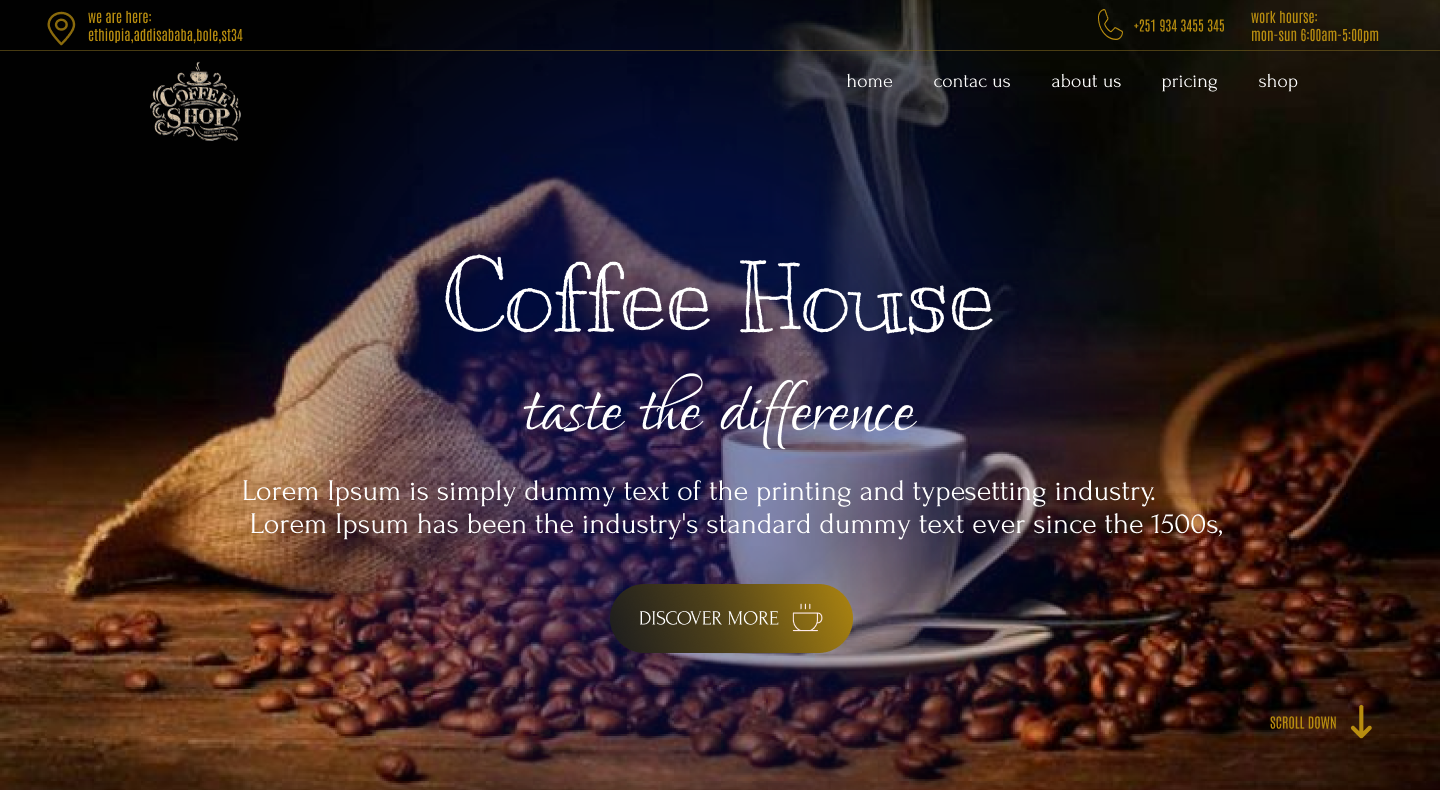 we are here:
ethiopia,addisababa,bole,st34
+251 934 3455 345
work hourse:
mon-sun 6:00am-5:00pm
COFFEE
SHOP
home contac us about us pricing shop
Coffee House
taste the difference
Lorem Ipsum is simply dummy text of the printing and typesetting industry.
Lorem Ipsum has been the industry's standard dummy text ever since the 1500s,
DISCOVER MORE
SCROLL DOWN